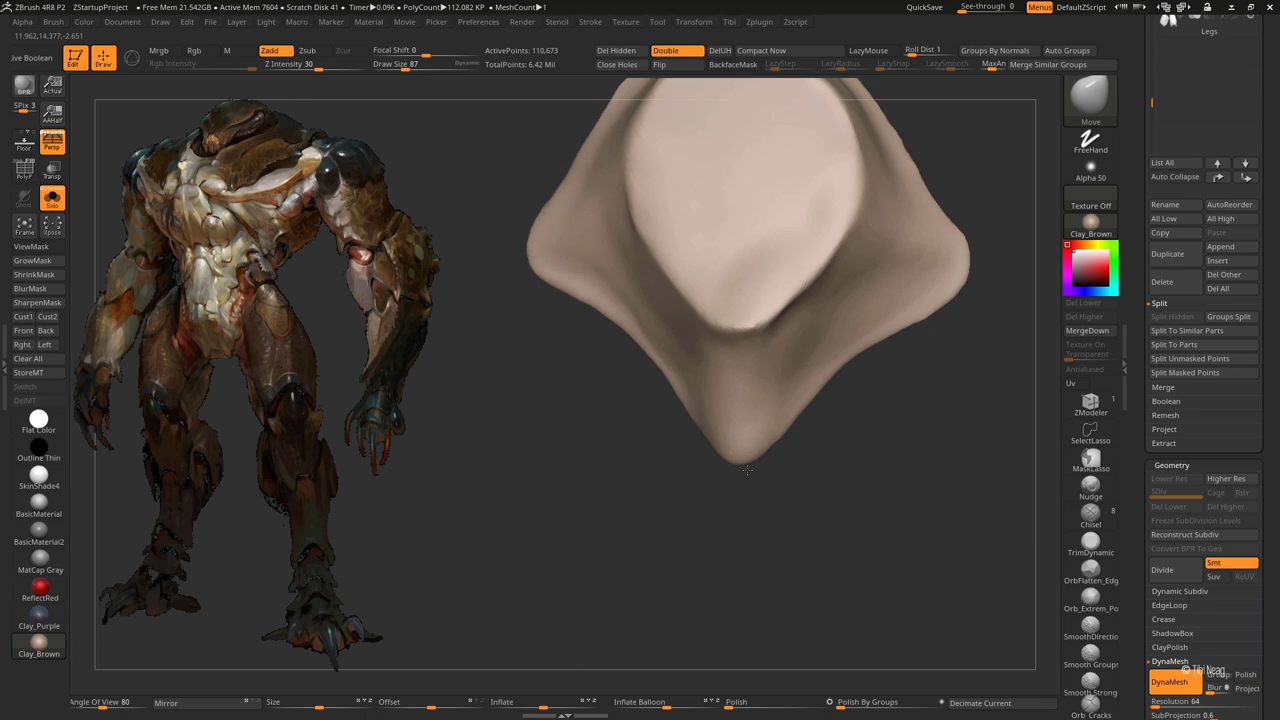 ZBrush 4R8 P2 ZStartupProject • Free Mem 21.542GB • Active Mem 7604 • Scratch Disk 41 • Timer▶0.096 • PolyCount▶112.082 KP • MeshCount▶1 QuickSave See-through 0 Menus DefaultZScript
Alpha Brush Color Document Draw Edit File Layer Light Macro Marker Material Movie Picker Preferences Render Stencil Stroke Texture Tool Transform Tibi Zplugin Zscript
11.962,14.377,-2.651
Live Boolean Edit Draw
Mrgb Rgb M Zadd Zsub Zcut Focal Shift 0 ActivePoints: 110,673
Rgb Intensity Z Intensity 30 Draw Size 87 Dynamic TotalPoints: 6.42 Mil
Del Hidden Double DelUH Compact Now LazyMouse Roll Dist 1 Groups By Normals Auto Groups
Close Holes Flip BackfaceMask LazyStep LazyRadius LazySnap LazySmooth MaxAn Merge Similar Groups
BPR Actual
SPix 3 AAHalf
Dynamic
Floor Persp
PolyF Transp
Ghost Solo
Frame Xpose
ViewMask
GrowMask
ShrinkMask
BlurMask
SharpenMask
Cust1 Cust2
Front Back
Rght Left
Clear All
StoreMT
Switch
DelMT
Flat Color
Outline Thin
SkinShade4
BasicMaterial
BasicMaterial2
MatCap Gray
ReflectRed
Clay_Purple
Clay_Brown
Move
FreeHand
Alpha 50
Texture Off
Clay_Brown
Del Lower
Del Higher
MergeDown
Texture On
Transparent
Antialiased
Uv
1
ZModeler
SelectLasso
MaskLasso
Nudge
8
Chisel
TrimDynamic
OrbFlatten_Edg
Orb_Extrem_Po
SmoothDirectio
Smooth Groups
Smooth Strong
Orb_Cracks
Legs
List All
Auto Collapse
Rename AutoReorder
All Low All High
Copy Paste
Duplicate Append
Insert
Delete Del Other
Del All
Split
Split Hidden Groups Split
Split To Similar Parts
Split To Parts
Split Unmasked Points
Split Masked Points
Merge
Boolean
Remesh
Project
Extract
Geometry
Lower Res Higher Res
SDiv Cage Rstr
Del Lower Del Higher
Freeze SubDivision Levels
Reconstruct Subdiv
Convert BPR To Geo
Divide Smt
Suv ReUV
Dynamic Subdiv
EdgeLoop
Crease
ShadowBox
ClayPolish
DynaMesh
© Tibi Neag
DynaMesh Group Polish
Blur Project
Resolution 64
SubProjection 0.6
Angle Of View 80 Mirror Size Offset Inflate Inflate Balloon Polish Polish By Groups Decimate Current